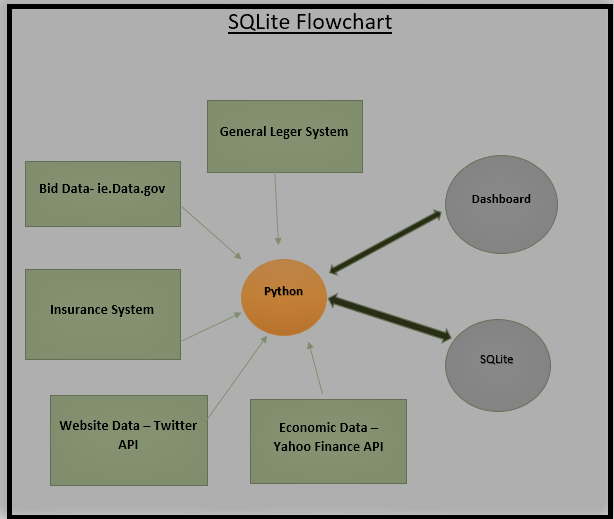 SQLite Flowchart
General Leger System
Bid Data- ie.Data.gov
Dashboard
Python
Insurance System
SQLite
Website Data – Twitter
API
Economic Data –
Yahoo Finance API